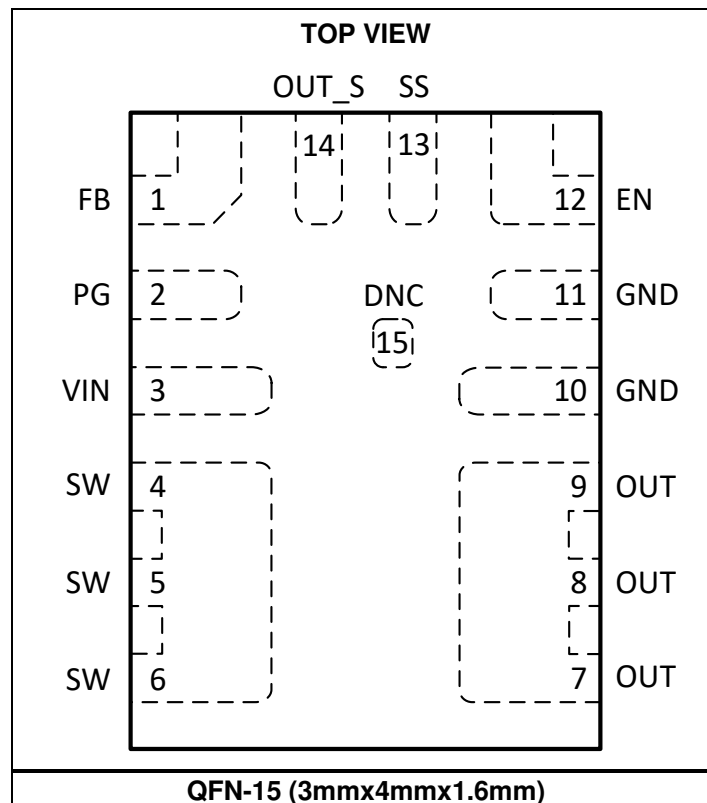 TOP VIEW
OUT_S SS
14 13
FB 1 12 EN
PG 2 DNC 11 GND
15
VIN 3 10 GND
SW 4 9 OUT
SW 5 8 OUT
SW 6 7 OUT
QFN-15 (3mmx4mmx1.6mm)